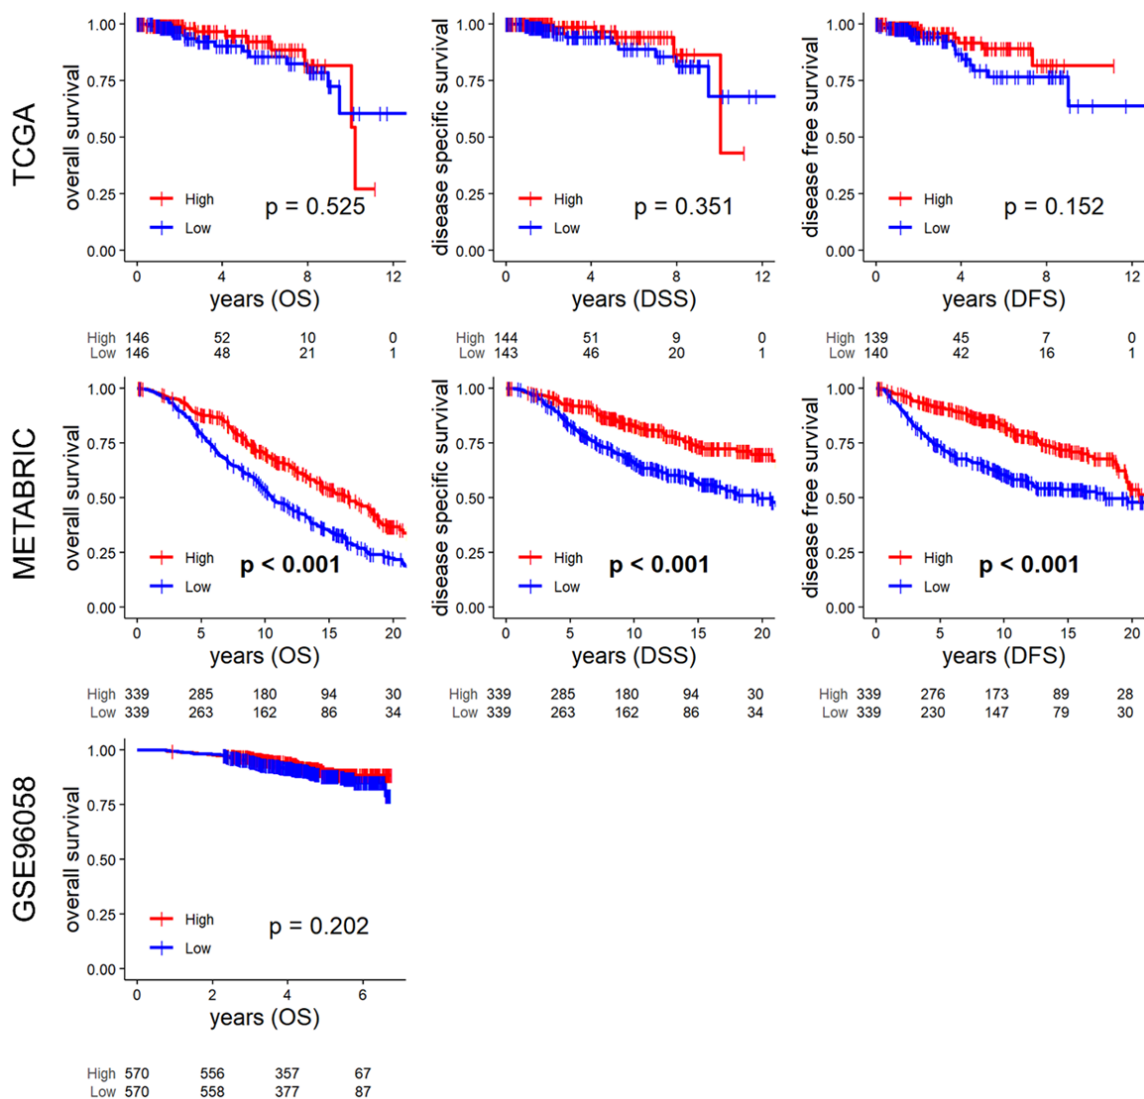 TCGA
overall survival
1.00
0.75
0.50
0.25
0.00
High
Low
p = 0.525
0 4 8 12
years (OS)
High 146 52 10 0
Low 146 48 21 1
disease specific survival
1.00
0.75
0.50
0.25
0.00
High
Low
p = 0.351
0 4 8 12
years (DSS)
High 144 51 9 0
Low 143 46 20 1
disease free survival
1.00
0.75
0.50
0.25
0.00
High
Low
p = 0.152
0 4 8 12
years (DFS)
High 139 45 7 0
Low 140 42 16 1
METABRIC
overall survival
1.00
0.75
0.50
0.25
0.00
High
Low
p < 0.001
0 5 10 15 20
years (OS)
High 339 285 180 94 30
Low 339 263 162 86 34
disease specific survival
1.00
0.75
0.50
0.25
0.00
High
Low
p < 0.001
0 5 10 15 20
years (DSS)
High 339 285 180 94 30
Low 339 263 162 86 34
disease free survival
1.00
0.75
0.50
0.25
0.00
High
Low
p < 0.001
0 5 10 15 20
years (DFS)
High 339 276 173 89 28
Low 339 230 147 79 30
GSE96058
overall survival
1.00
0.75
0.50
0.25
0.00
High
Low
p = 0.202
0 2 4 6
years (OS)
High 570 556 357 67
Low 570 558 377 87